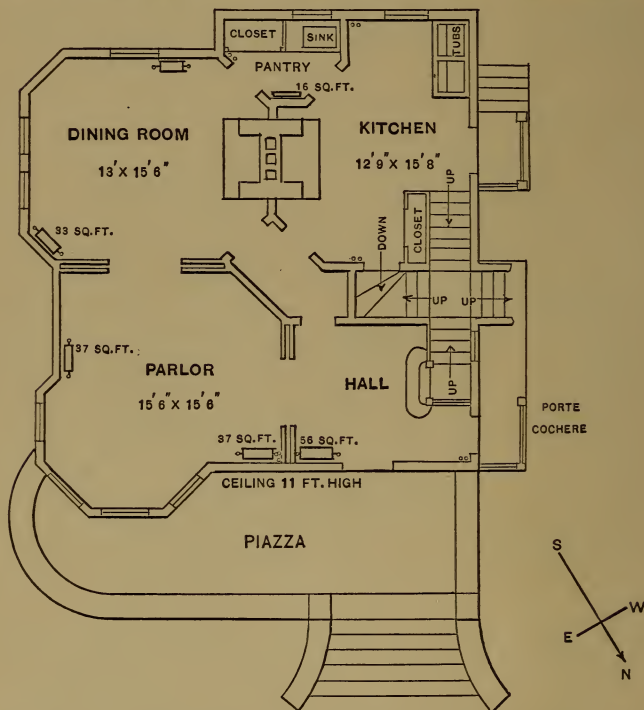 CLOSET
SINK
TUBS
PANTRY
16 SQ.FT.
DINING ROOM
13' X 15'6"
KITCHEN
12'9" X 15'8"
UP
CLOSET
DOWN
33 SQ.FT.
UP UP
37 SQ.FT.
PARLOR
15'6" X 15'6"
HALL
UP
PORTE
COCHERE
37 SQ.FT.
56 SQ.FT.
CEILING 11 FT. HIGH
PIAZZA
S
W
E
N